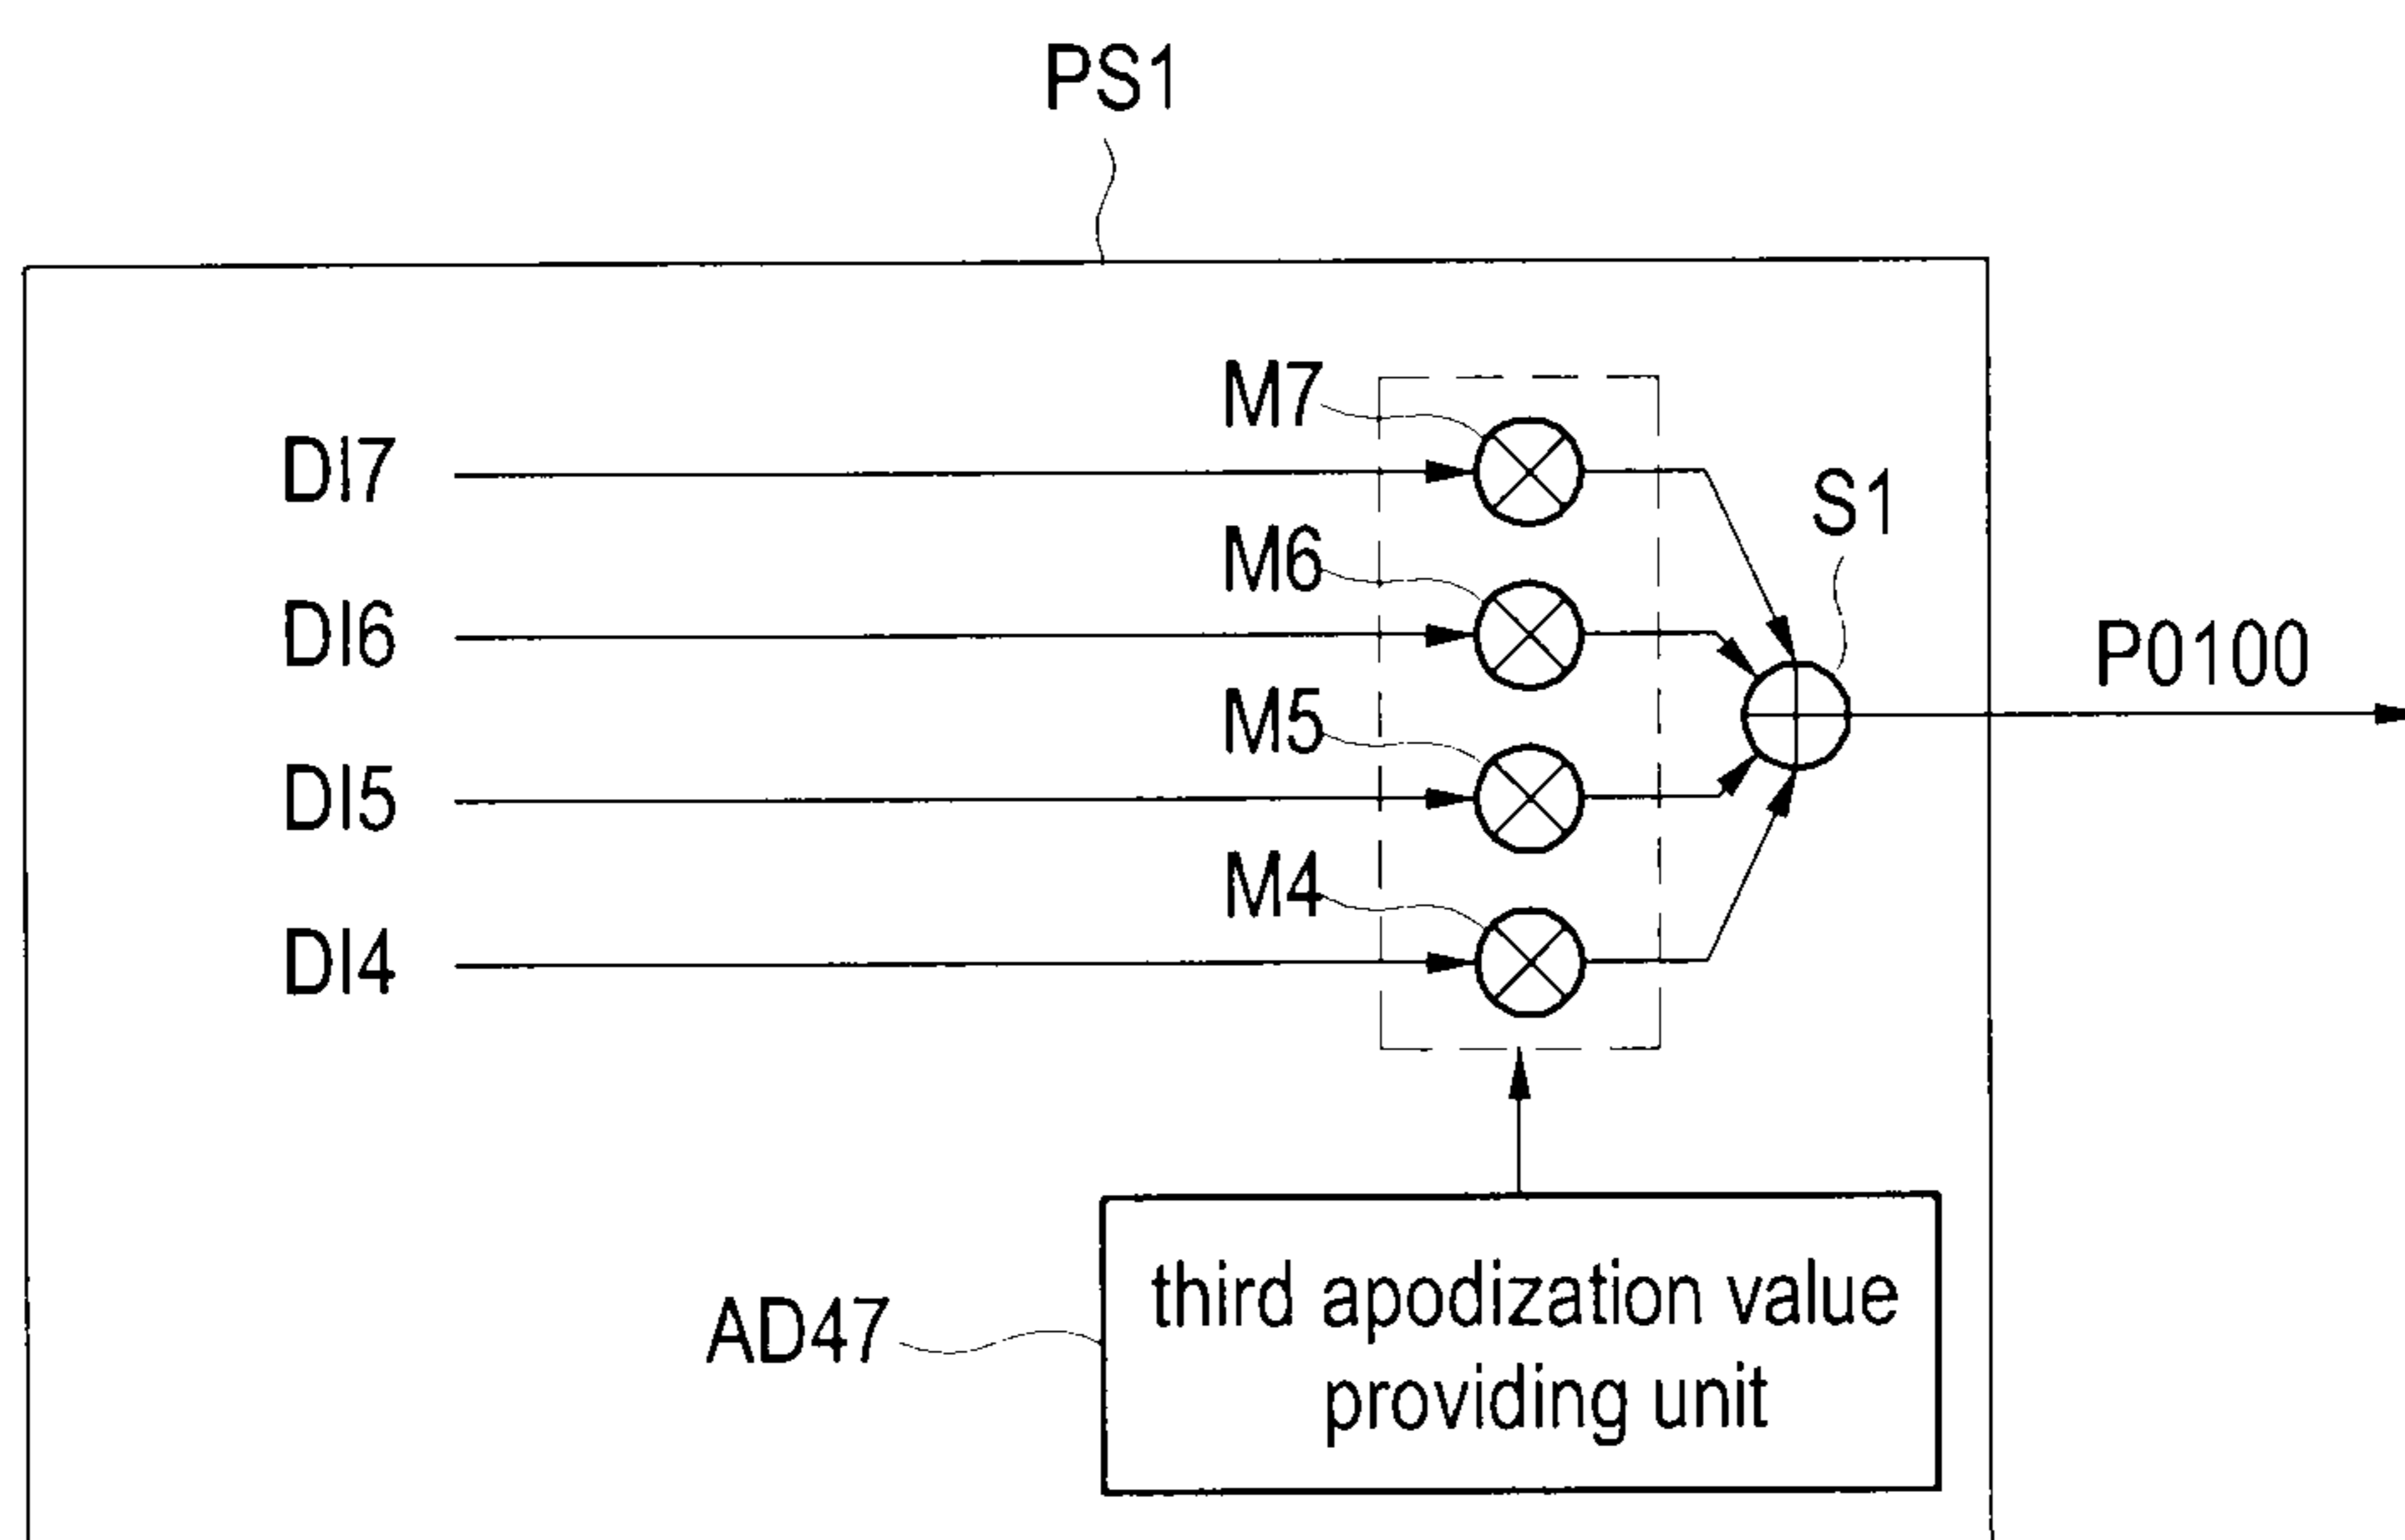 PS1
M7
DI7
S1
M6
DI6
P0100
M5
DI5
M4
DI4
third apodization value
AD47
providing unit